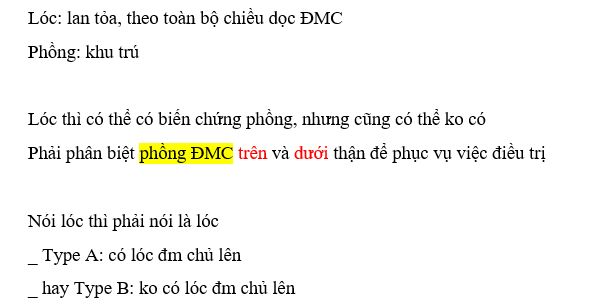 Lóc: lan tỏa, theo toàn bộ chiều dọc ĐMC
Phồng: khu trú
Lóc thì có thể có biến chứng phồng, nhưng cũng có thể ko có
Phải phân biệt phồng ĐMC trên và dưới thận để phục vụ việc điều trị
Nói lóc thì phải nói là lóc
_ Type A: có lóc đm chủ lên
_ hay Type B: ko có lóc đm chủ lên